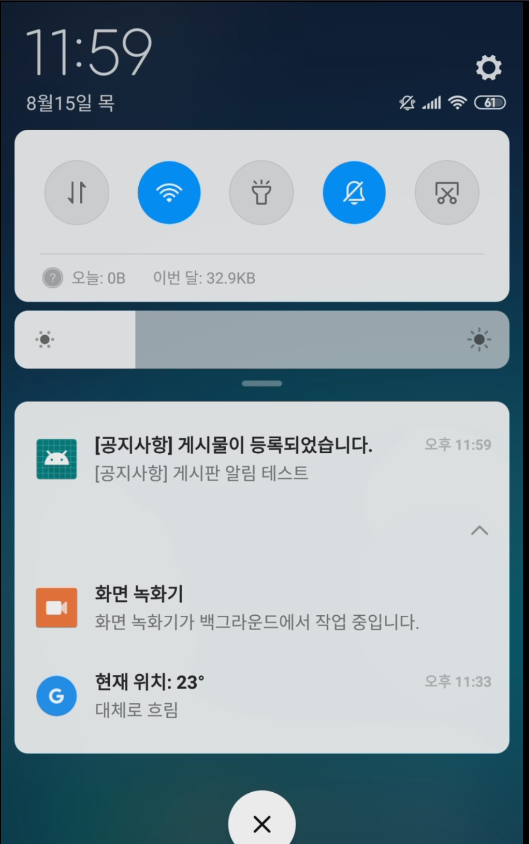 11:59
8월15일 목
61
오늘: 0B 이번 달: 32.9KB
[공지사항] 게시물이 등록되었습니다. 오후 11:59
[공지사항] 게시판 알림 테스트
화면 녹화기
화면 녹화기가 백그라운드에서 작업 중입니다.
현재 위치: 23° 오후 11:33
G
대체로 흐림